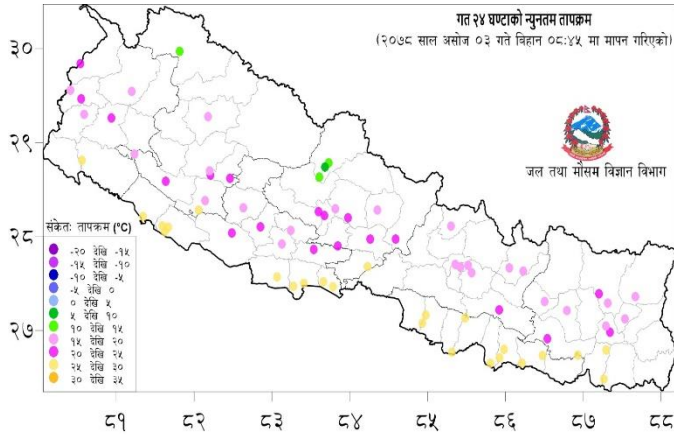 गत २४ घण्टाको न्युनतम तापक्रम
(२०७८ साल असोज ०३ गते विहान ०८:४५ मा मापन गरिएको)
जल तथा मौसम विज्ञान विभाग
३०
२९
२८
२७
संकेतः तापक्रम (°C)
-२० देखि -१५
-१५ देखि -१०
-१० देखि -५
-५ देखि ०
० देखि ५
५ देखि १०
१० देखि १५
१५ देखि २०
२० देखि २५
२५ देखि ३०
३० देखि ३५
८१ ८२ ८३ ८४ ८५ ८६ ८७ ८८